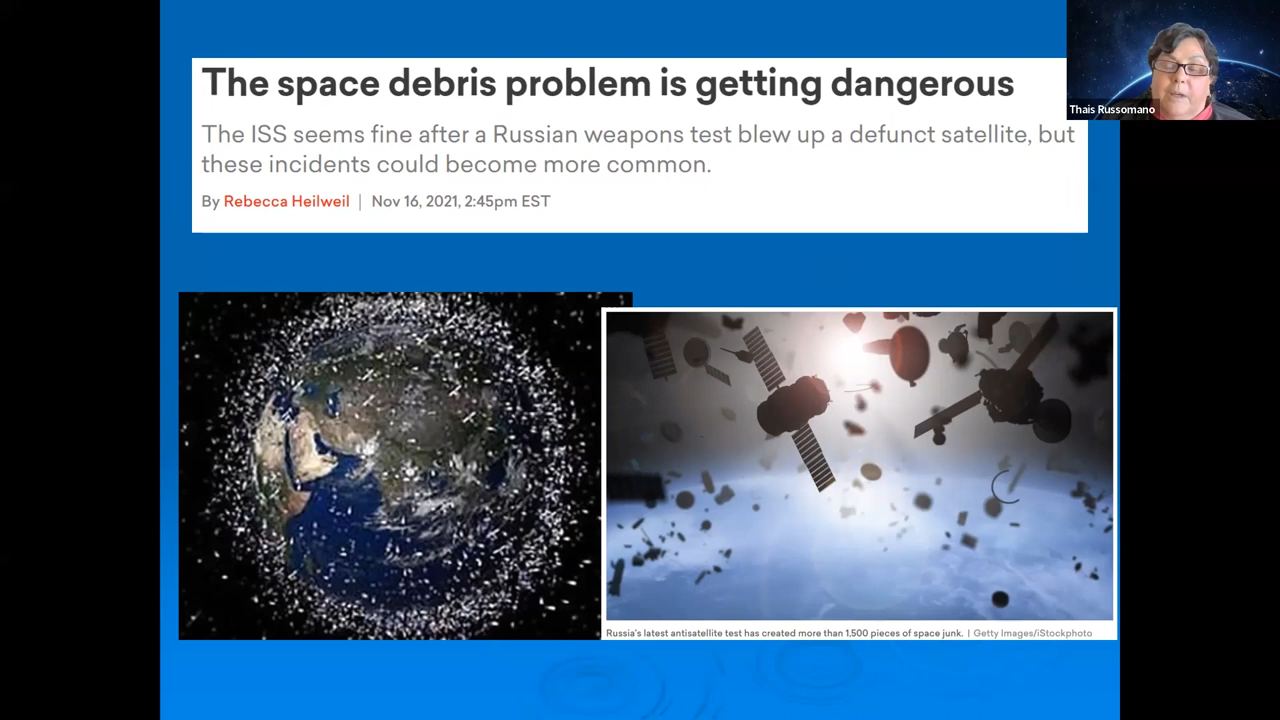 The space debris problem is getting dangerous
The ISS seems fine after a Russian weapons test blew up a defunct satellite, but
these incidents could become more common.
By Rebecca Heilweil | Nov 16, 2021, 2:45pm EST
Thais Russomano
Russia's latest antisatellite test has created more than 1,500 pieces of space junk. | Getty Images/iStockphoto